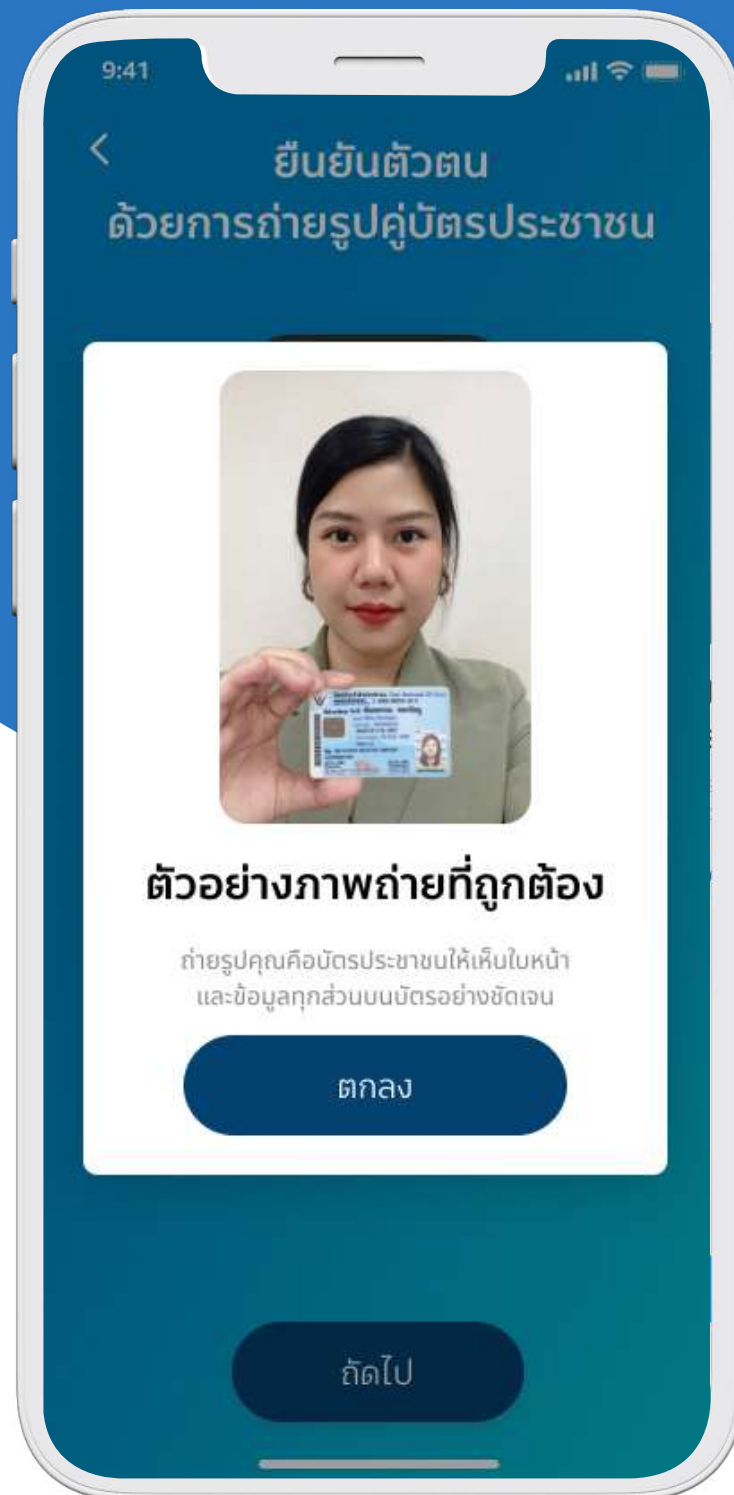 9:41
ยืนยันตัวตน
ด้วยการถ่ายรูปคู่บัตรประชาชน
ตัวอย่างภาพถ่ายที่ถูกต้อง
ถ่ายรูปคุณคือบัตรประชาชนให้เห็นใบหน้า
และข้อมูลทุกส่วนบนบัตรอย่างชัดเจน
ตกลง
ถัดไป